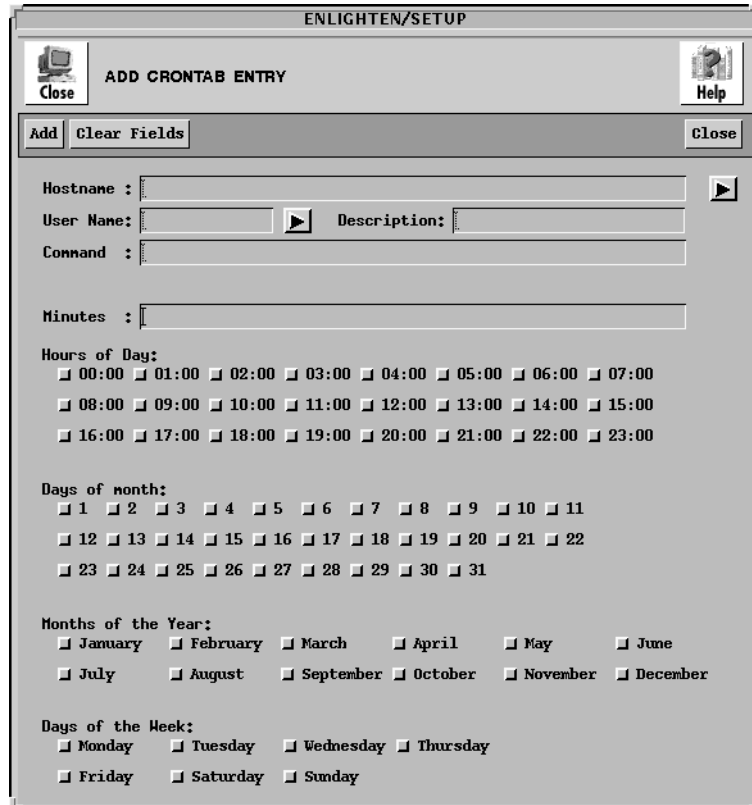 ENLIGHTEN/SETUP
Close
ADD CRONTAB ENTRY
Help
Add Clear Fields Close
Hostname :
User Name: Description:
Command :
Minutes :
Hours of Day:
00:00 01:00 02:00 03:00 04:00 05:00 06:00 07:00
08:00 09:00 10:00 11:00 12:00 13:00 14:00 15:00
16:00 17:00 18:00 19:00 20:00 21:00 22:00 23:00
Days of month:
1 2 3 4 5 6 7 8 9 10 11
12 13 14 15 16 17 18 19 20 21 22
23 24 25 26 27 28 29 30 31
Months of the Year:
January February March April May June
July August September October November December
Days of the Week:
Monday Tuesday Wednesday Thursday
Friday Saturday Sunday